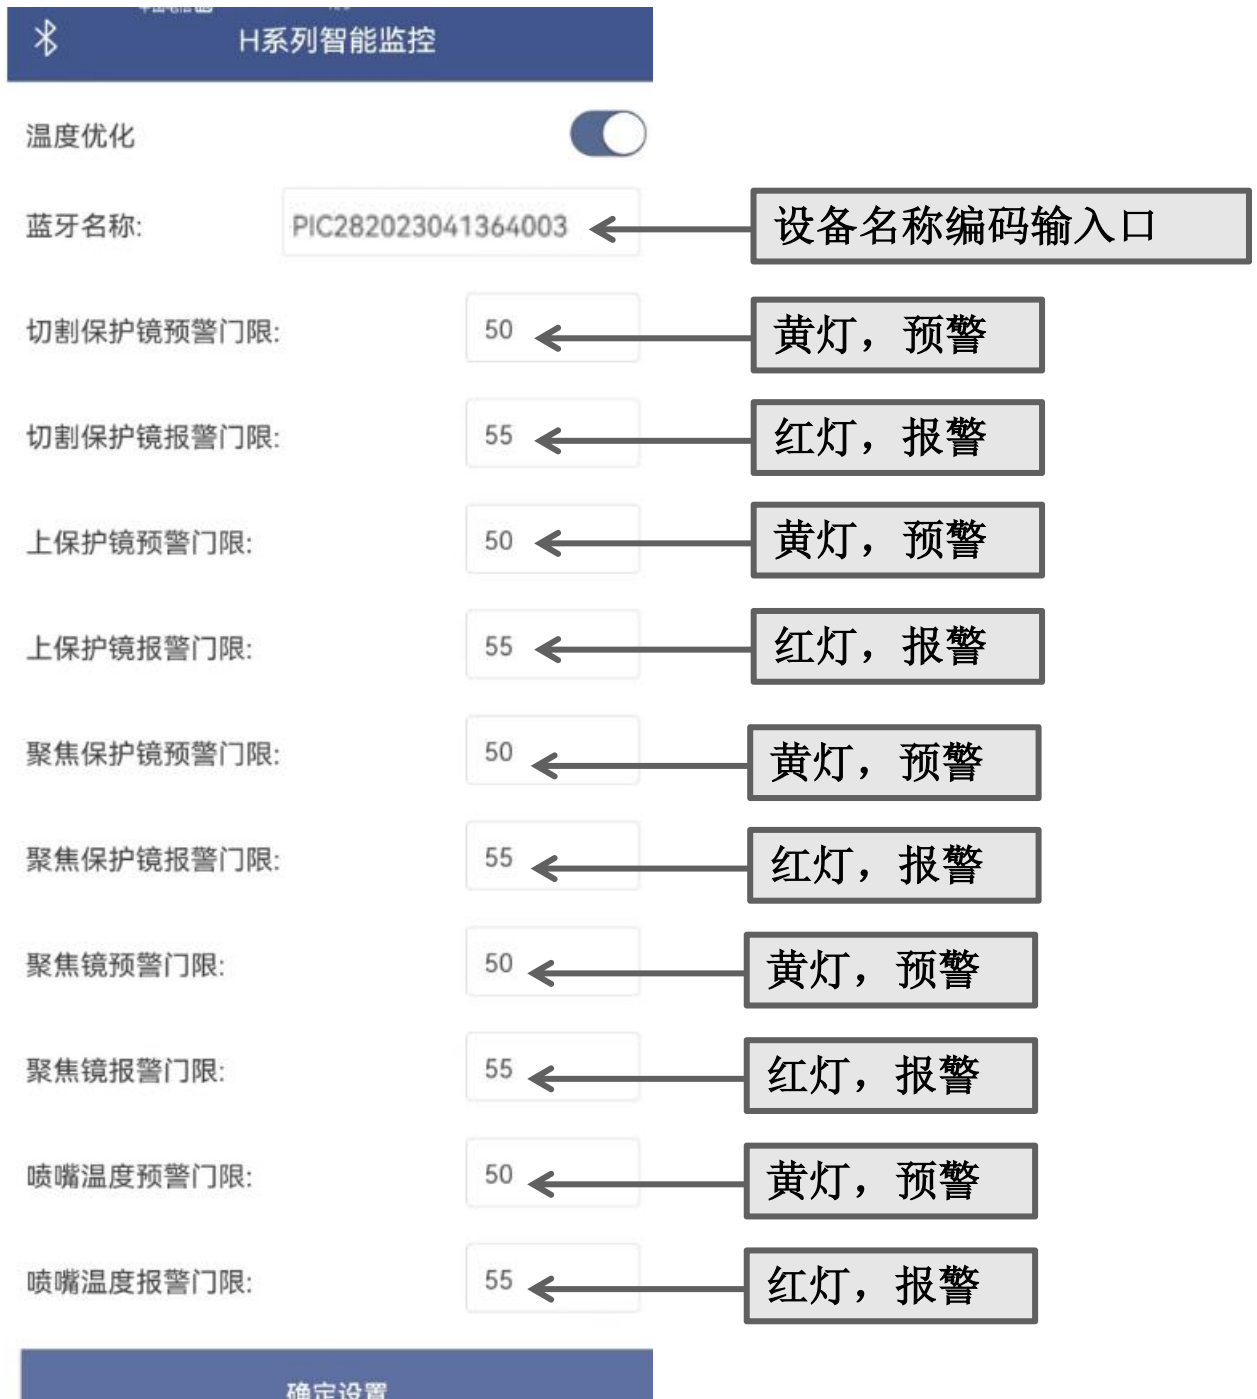 H系列智能监控
温度优化
蓝牙名称: PIC282023041364003 设备名称编码输入口
切割保护镜预警门限: 50 黄灯，预警
切割保护镜报警门限: 55 红灯，报警
上保护镜预警门限: 50 黄灯，预警
上保护镜报警门限: 55 红灯，报警
聚焦保护镜预警门限: 50 黄灯，预警
聚焦保护镜报警门限: 55 红灯，报警
聚焦镜预警门限: 50 黄灯，预警
聚焦镜报警门限: 55 红灯，报警
喷嘴温度预警门限: 50 黄灯，预警
喷嘴温度报警门限: 55 红灯，报警
确定设置